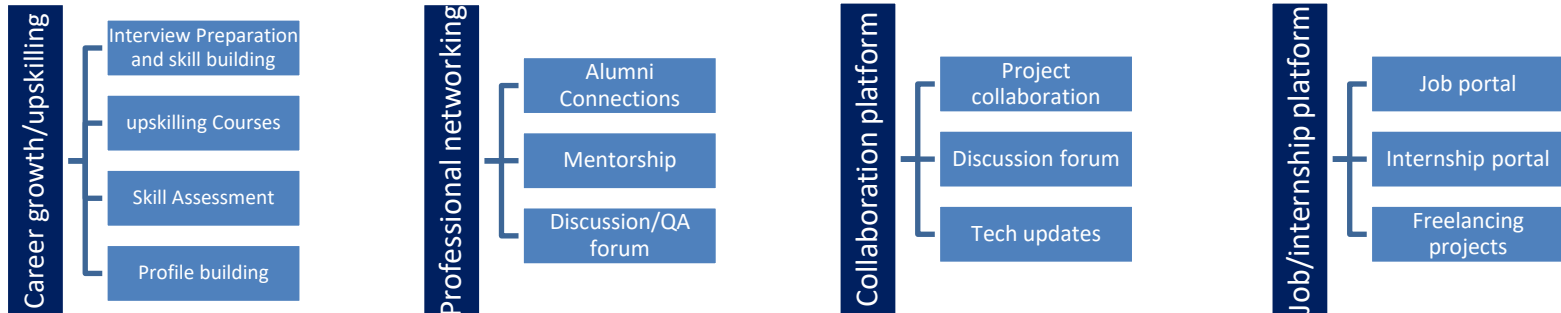 Career growth/upskilling
Interview Preparation
and skill building
upskilling Courses
Skill Assessment
Profile building
Professional networking
Alumni
Connections
Mentorship
Discussion/QA
forum
Collaboration platform
Project
collaboration
Discussion forum
Tech updates
Job/internship platform
Job portal
Internship portal
Freelancing
projects